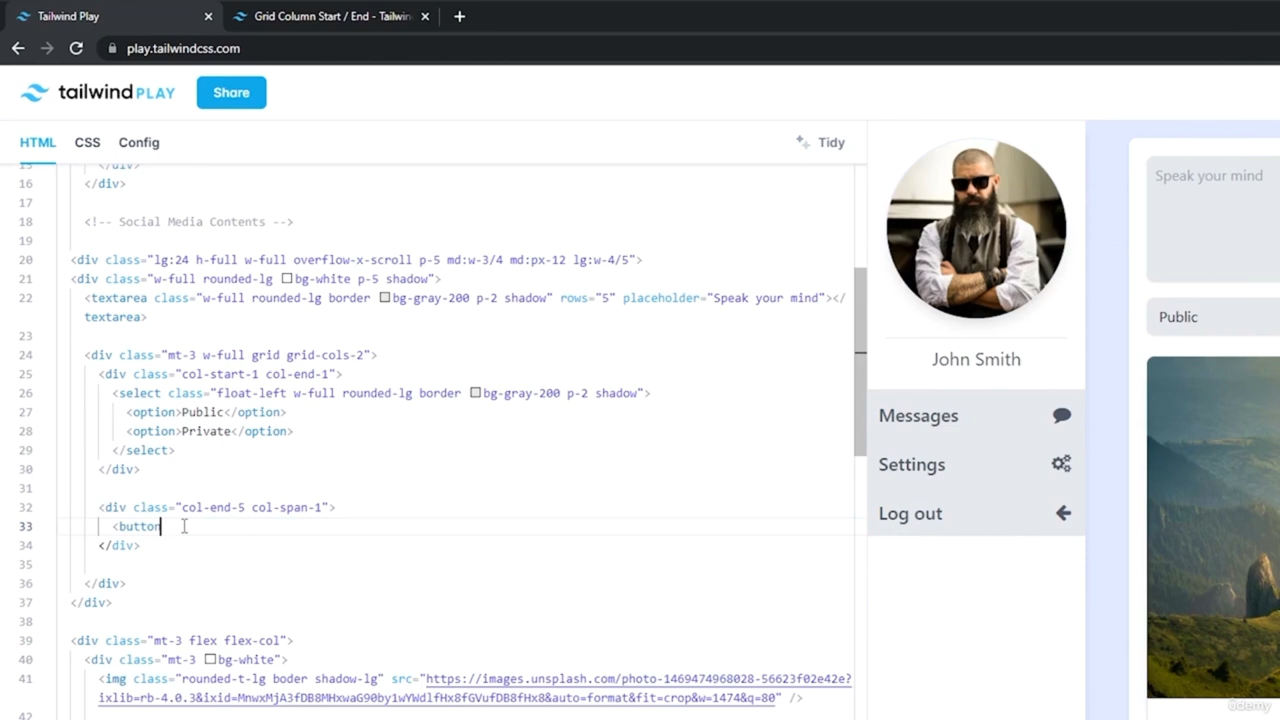 Tailwind Play
Grid Column Start / End - Tailwin
play.tailwindcss.com
tailwind PLAY
Share
HTML CSS Config
Tidy
15 </div>
16 </div>
17
18 <!-- Social Media Contents -->
19
20 <div class="lg:24 h-full w-full overflow-x-scroll p-5 md:w-3/4 md:px-12 lg:w-4/5">
21 <div class="w-full rounded-lg bg-white p-5 shadow">
22 <textarea class="w-full rounded-lg border bg-gray-200 p-2 shadow" rows="5" placeholder="Speak your mind"></
textarea>
23
24 <div class="mt-3 w-full grid grid-cols-2">
25 <div class="col-start-1 col-end-1">
26 <select class="float-left w-full rounded-lg border bg-gray-200 p-2 shadow">
27 <option>Public</option>
28 <option>Private</option>
29 </select>
30 </div>
31
32 <div class="col-end-5 col-span-1">
33 <button
34 </div>
35
36 </div>
37 </div>
38
39 <div class="mt-3 flex flex-col">
40 <div class="mt-3 bg-white">
41 <img class="rounded-t-lg boder shadow-lg" src="https://images.unsplash.com/photo-1469474968028-56623f02e42e?
ixlib=rb-4.0.3&ixid=MnwxMjA3fDB8MHxwaG90by1wYWdlfHx8fGVufDB8fHx8&auto=format&fit=crop&w=1474&q=80" />
42
John Smith
Messages
Settings
Log out
Speak your mind
Public
ûdemy